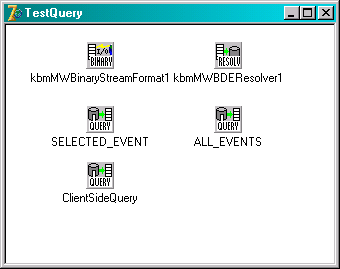 TestQuery
I/O
BINARY
RESOLV
kbmMWBinaryStreamFormat1 kbmMWBDEResolver1
QUERY
QUERY
SELECTED_EVENT ALL_EVENTS
QUERY
ClientSideQuery